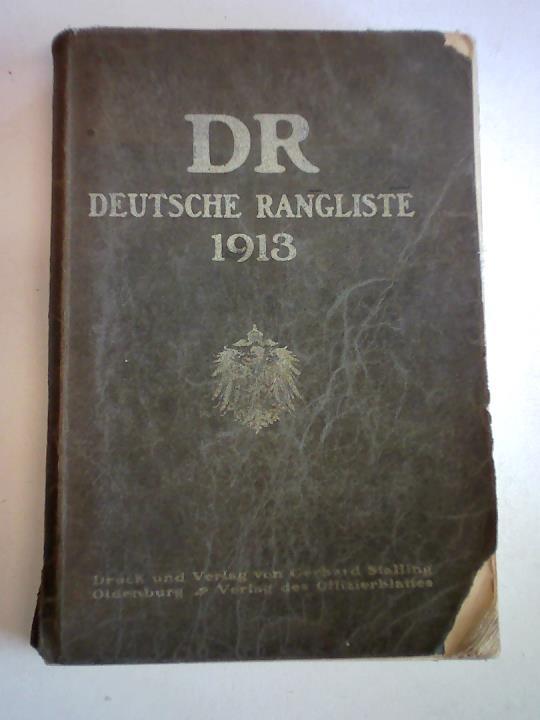 DR
DEUTSCHE RANGLISTE
1913
Druck und Verlag von Gerhard Stalling
Oldenburg Verlag des Offizierblattes